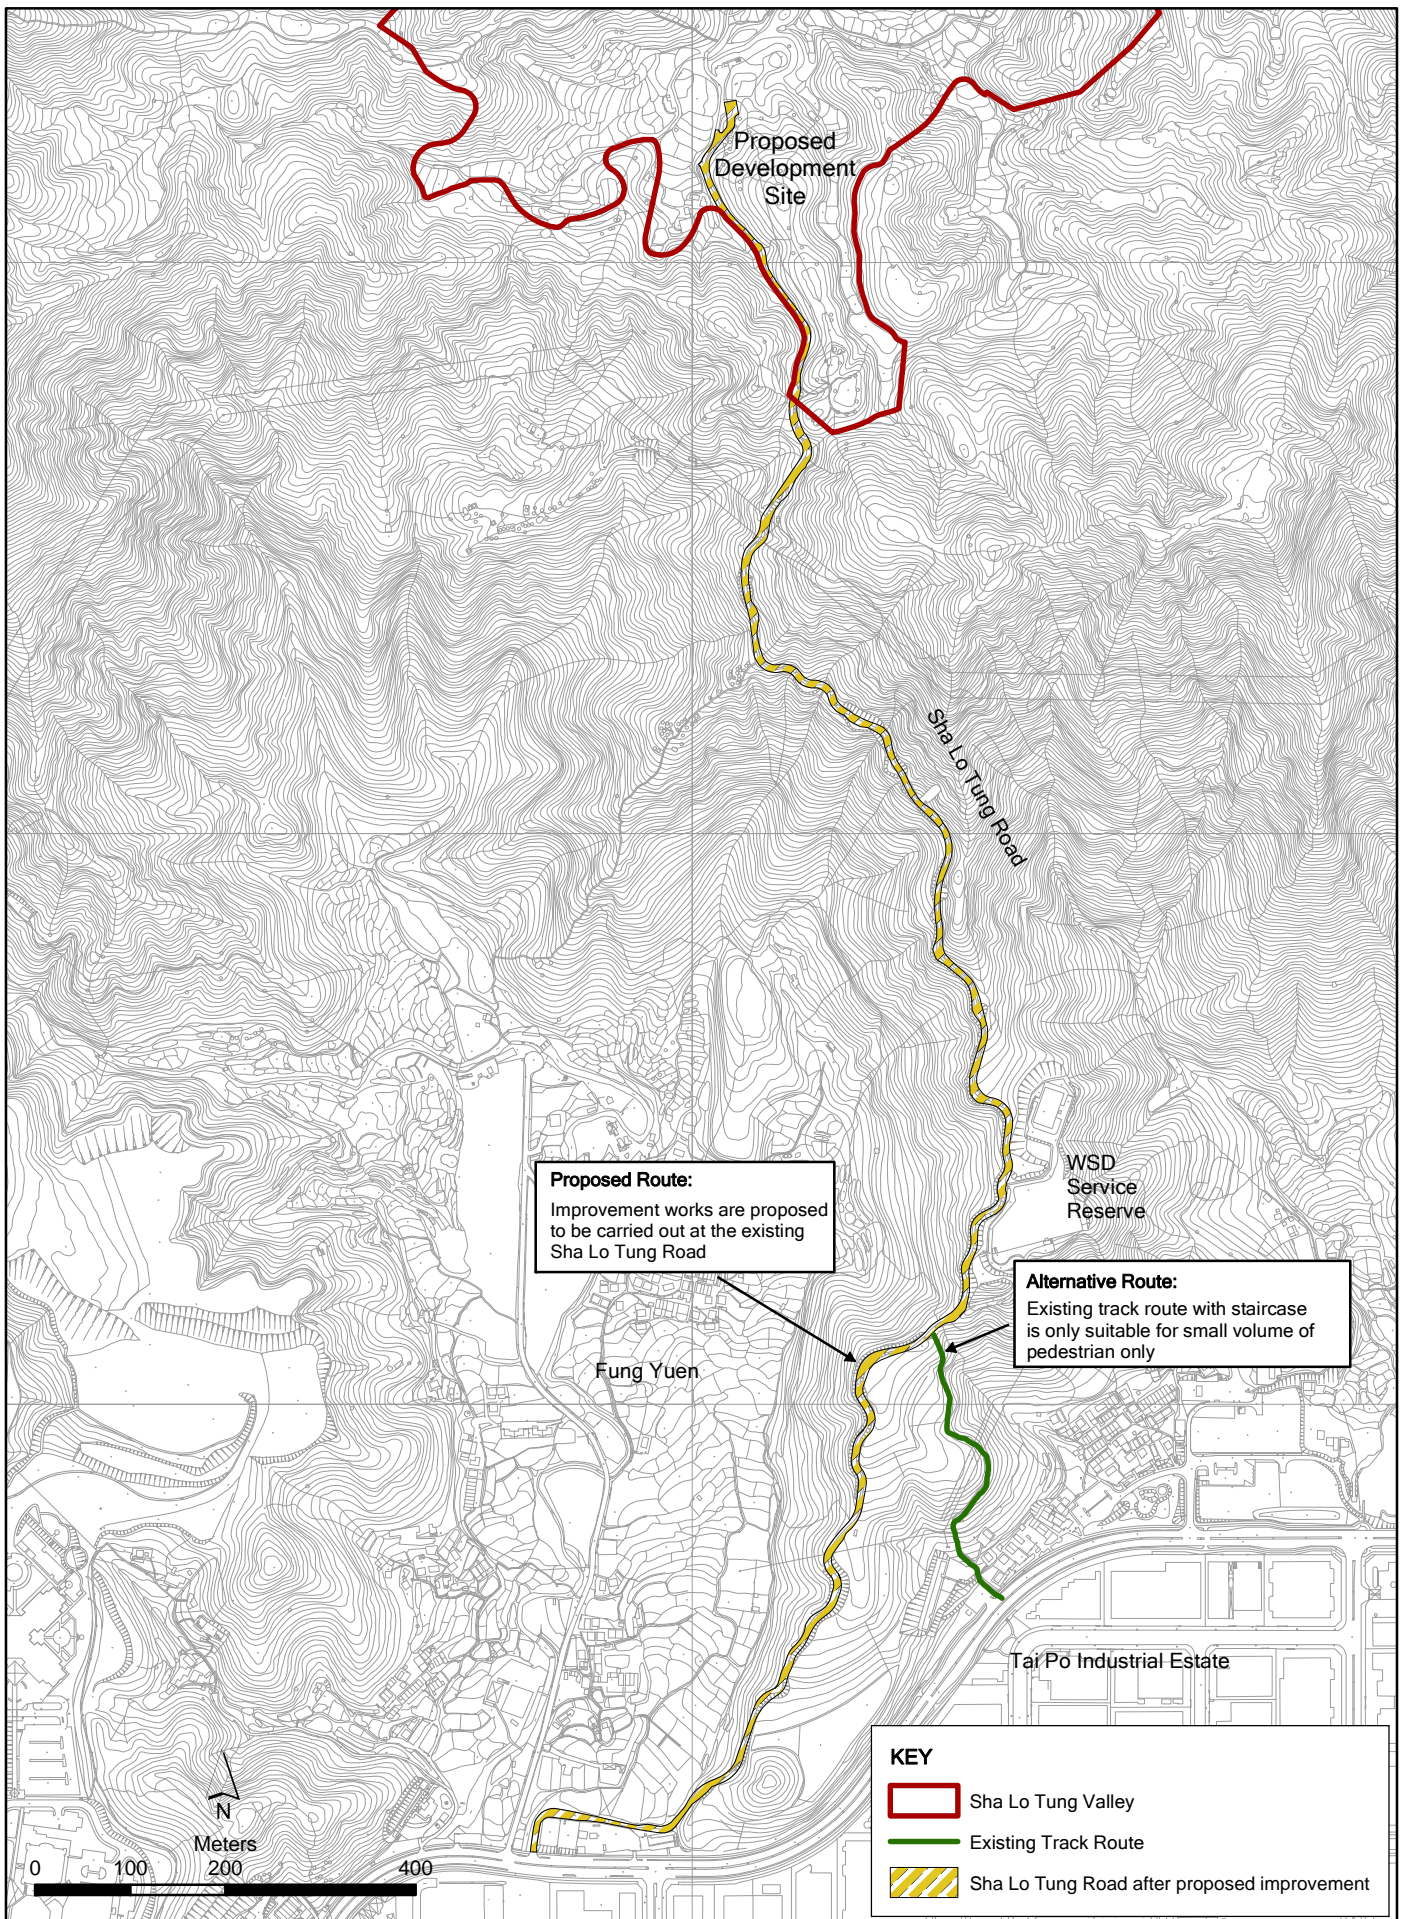 Proposed
Development
Site
Sha Lo Tung Road
WSD
Service
Reserve
Proposed Route:
Improvement works are proposed
to be carried out at the existing
Sha Lo Tung Road
Alternative Route:
Existing track route with staircase
is only suitable for small volume of
pedestrian only
Fung Yuen
Tai Po Industrial Estate
N
Meters
0 100 200 400
KEY
Sha Lo Tung Valley
Existing Track Route
Sha Lo Tung Road after proposed improvement